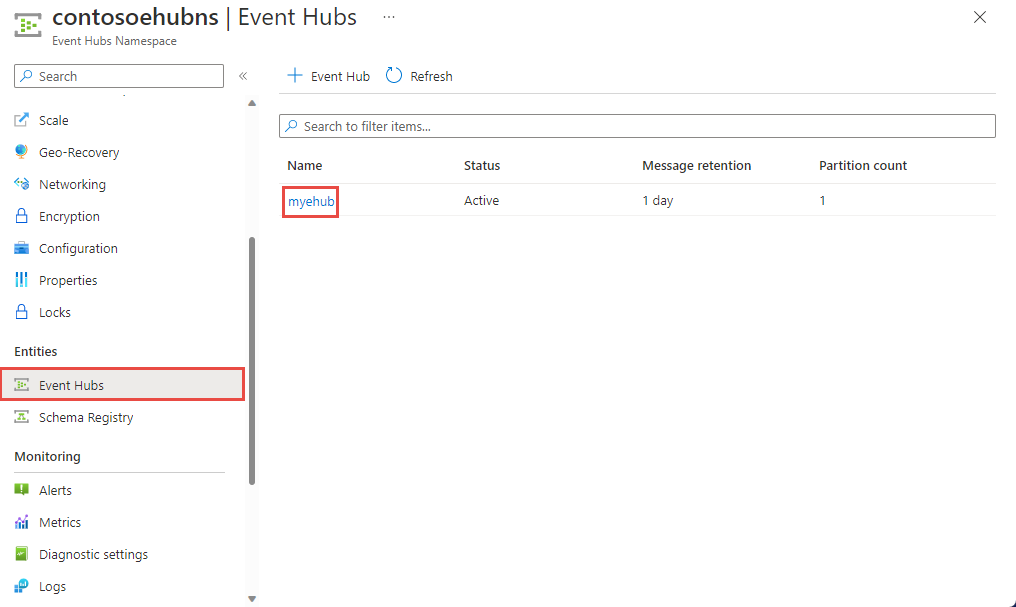 contosoehubns | Event Hubs ...
Event Hubs Namespace
Search
«
Scale
Geo-Recovery
Networking
Encryption
Configuration
Properties
Locks
Entities
Event Hubs
Schema Registry
Monitoring
Alerts
Metrics
Diagnostic settings
Logs
Event Hub Refresh
Search to filter items...
Name Status Message retention Partition count
myehub Active 1 day 1